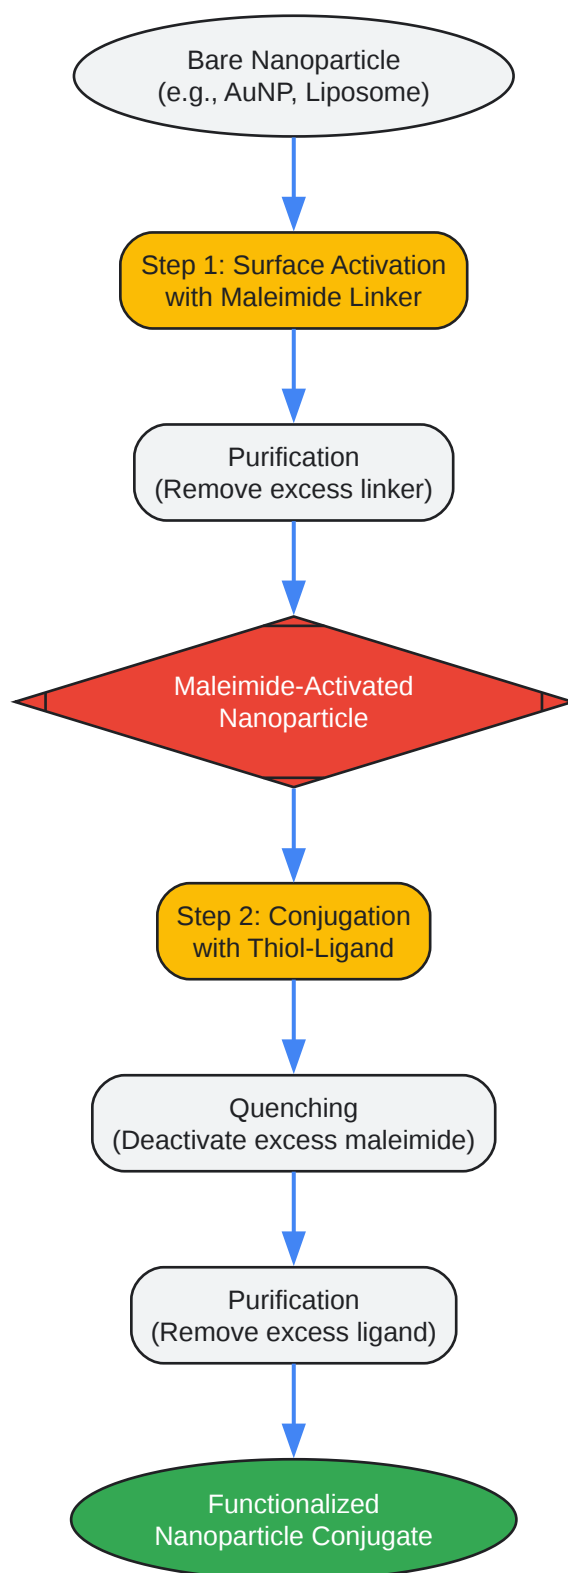 Bare Nanoparticle
(e.g., AuNP, Liposome)
Step 1: Surface Activation
with Maleimide Linker
Purification
(Remove excess linker)
Maleimide-Activated
Nanoparticle
Step 2: Conjugation
with Thiol-Ligand
Quenching
(Deactivate excess maleimide)
Purification
(Remove excess ligand)
Functionalized
Nanoparticle Conjugate